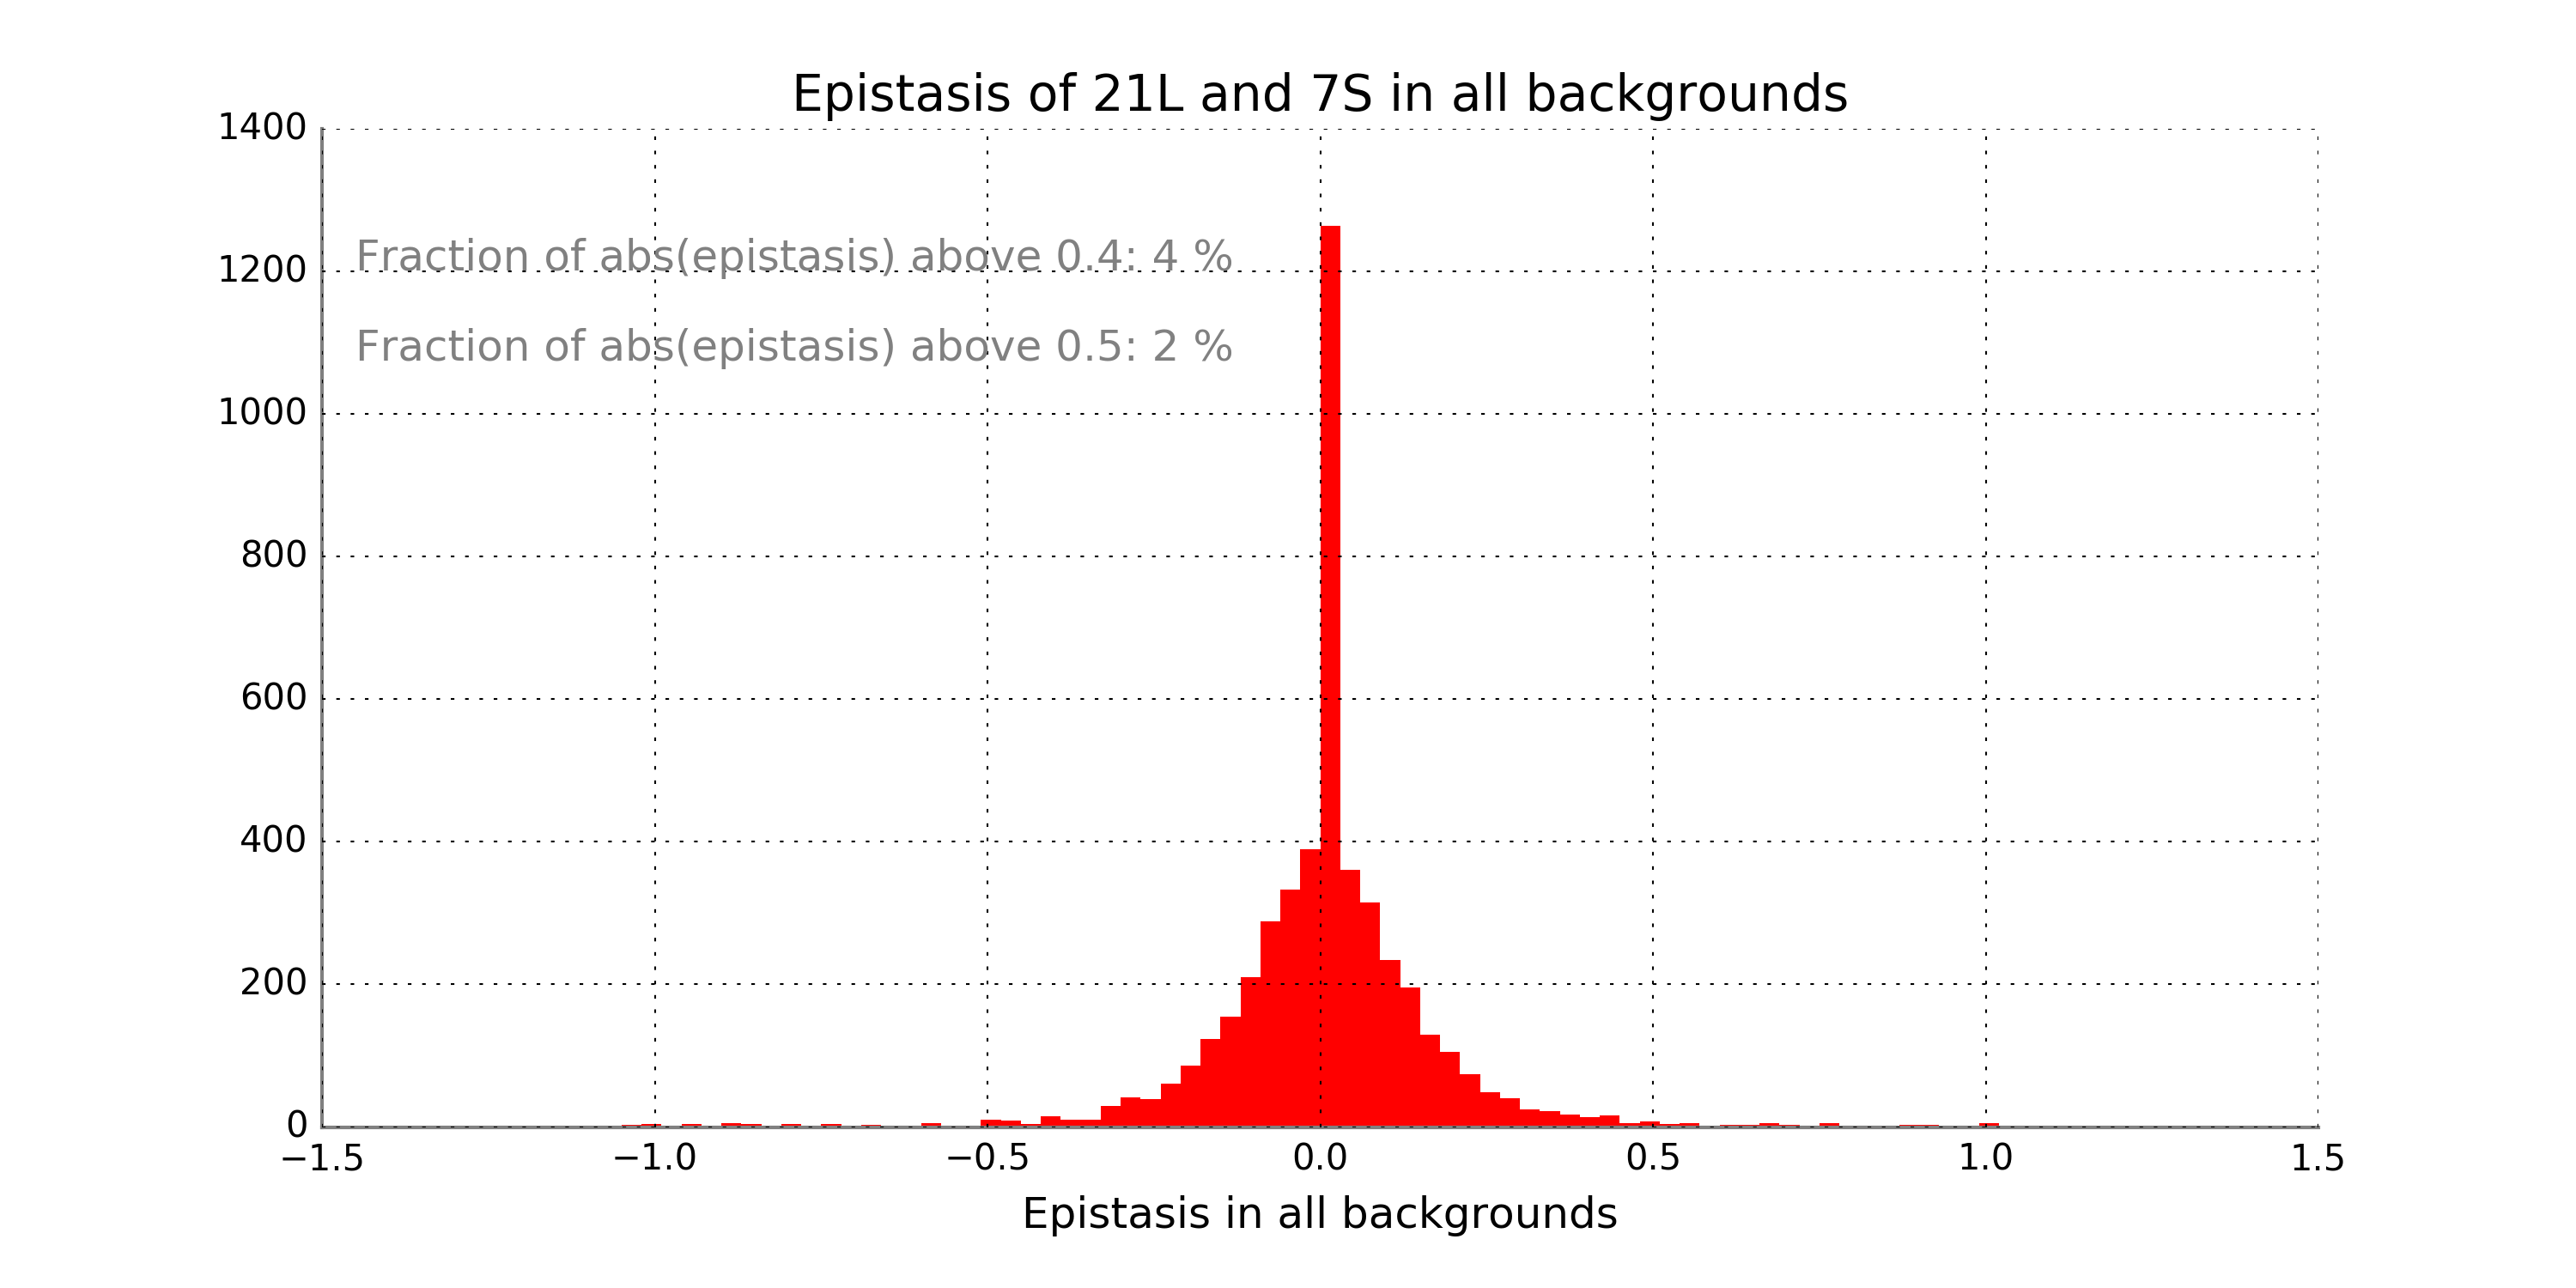 Epistasis of 21L and 7S in all backgrounds
1400
1200
1000
800
600
400
200
0
Fraction of abs(epistasis) above 0.4: 4 %
Fraction of abs(epistasis) above 0.5: 2 %
−1.5 −1.0 −0.5 0.0 0.5 1.0 1.5
Epistasis in all backgrounds